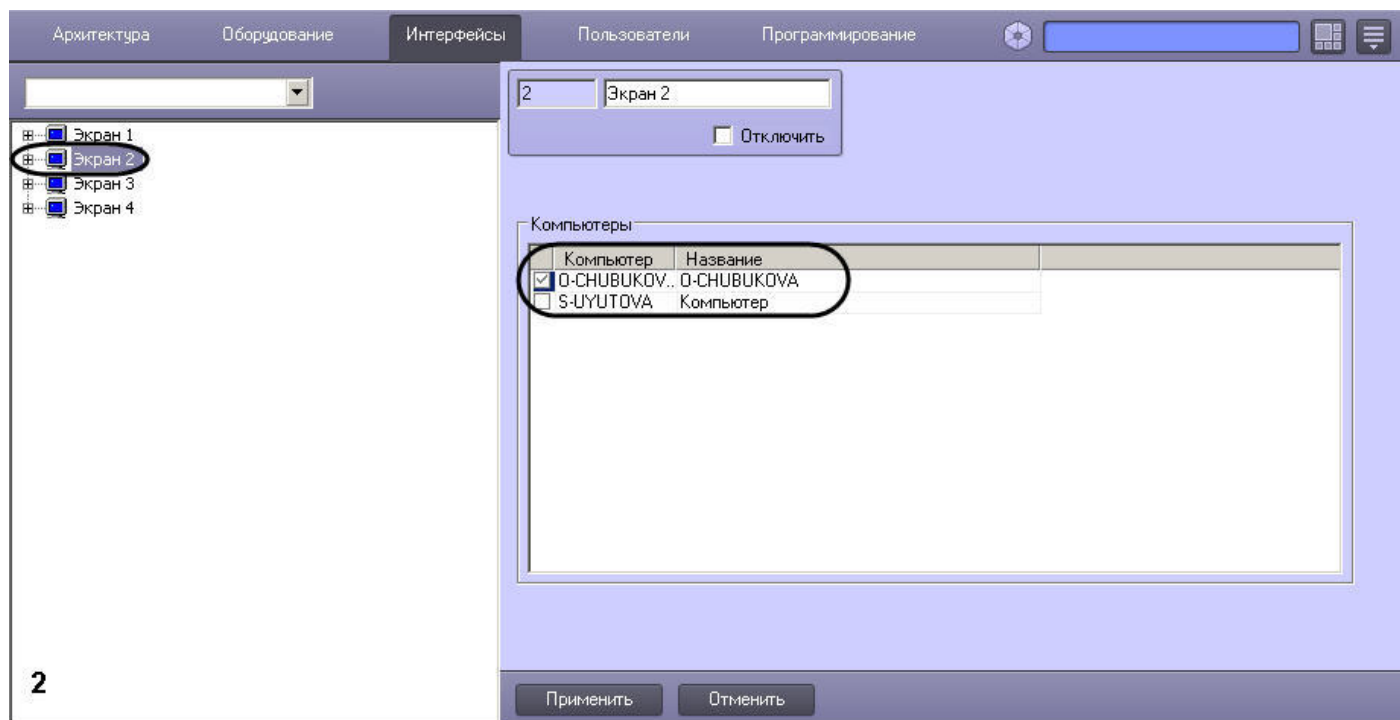 Архитектура Оборудование Интерфейсы Пользователи Программирование
2 Экран 2
Отключить
Экран 1
Экран 2
Экран 3
Экран 4
Компьютеры
Компьютер Название
O-CHUBUKOV.. O-CHUBUKOVA
S-UYUTOVA Компьютер
2
Применить Отменить